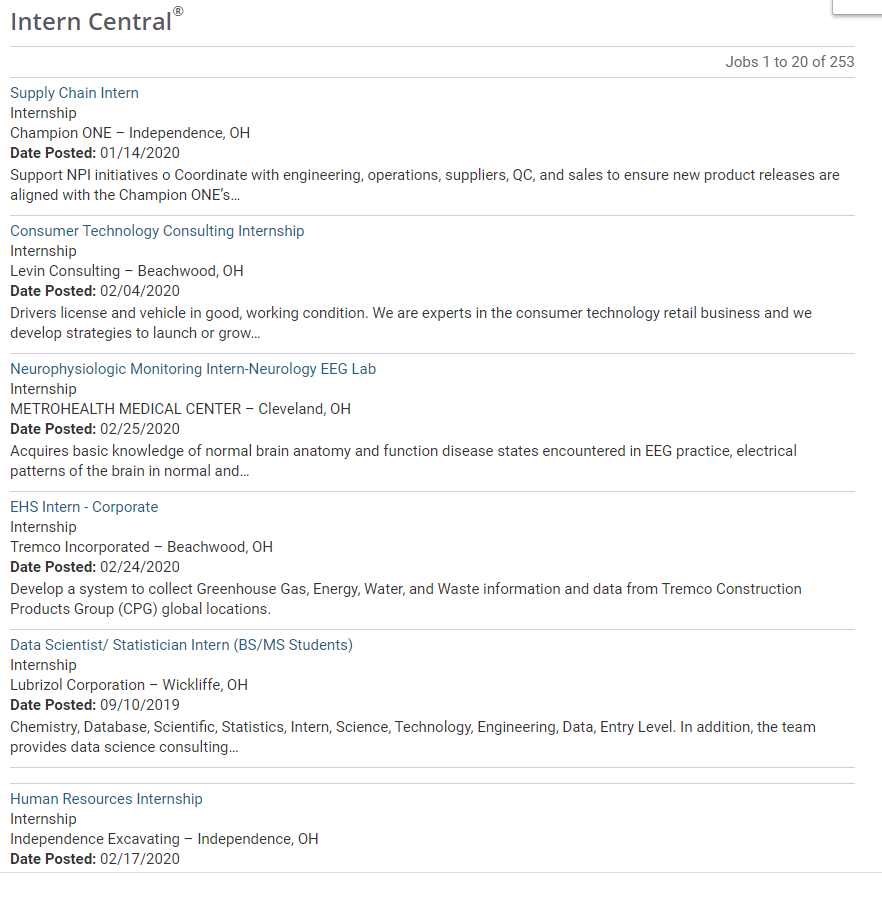 Intern Central®
Jobs 1 to 20 of 253
Supply Chain Intern
Internship
Champion ONE – Independence, OH
Date Posted: 01/14/2020
Support NPI initiatives o Coordinate with engineering, operations, suppliers, QC, and sales to ensure new product releases are
aligned with the Champion ONE’s...
Consumer Technology Consulting Internship
Internship
Levin Consulting – Beachwood, OH
Date Posted: 02/04/2020
Drivers license and vehicle in good, working condition. We are experts in the consumer technology retail business and we
develop strategies to launch or grow...
Neurophysiologic Monitoring Intern-Neurology EEG Lab
Internship
METROHEALTH MEDICAL CENTER – Cleveland, OH
Date Posted: 02/25/2020
Acquires basic knowledge of normal brain anatomy and function disease states encountered in EEG practice, electrical
patterns of the brain in normal and...
EHS Intern - Corporate
Internship
Tremco Incorporated – Beachwood, OH
Date Posted: 02/24/2020
Develop a system to collect Greenhouse Gas, Energy, Water, and Waste information and data from Tremco Construction
Products Group (CPG) global locations.
Data Scientist/ Statistician Intern (BS/MS Students)
Internship
Lubrizol Corporation – Wickliffe, OH
Date Posted: 09/10/2019
Chemistry, Database, Scientific, Statistics, Intern, Science, Technology, Engineering, Data, Entry Level. In addition, the team
provides data science consulting...
Human Resources Internship
Internship
Independence Excavating – Independence, OH
Date Posted: 02/17/2020